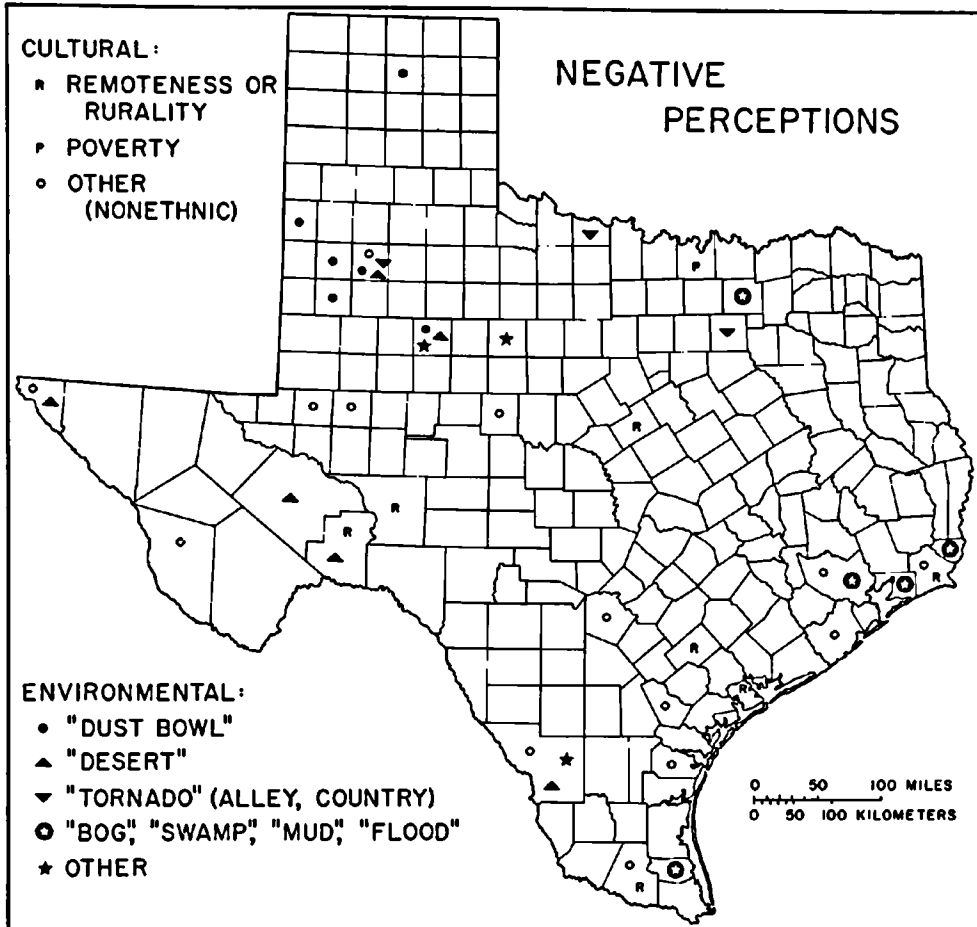 NEGATIVE
PERCEPTIONS
CULTURAL:
R REMOTENESS OR
RURALITY
P POVERTY
OTHER
(NONETHNIC)
P
R
R
R
R
R
R
R
ENVIRONMENTAL:
"DUST BOWL"
"DESERT"
"TORNADO" (ALLEY, COUNTRY)
"BOG", "SWAMP", "MUD", "FLOOD"
OTHER
0 50 100 MILES
0 50 100 KILOMETERS